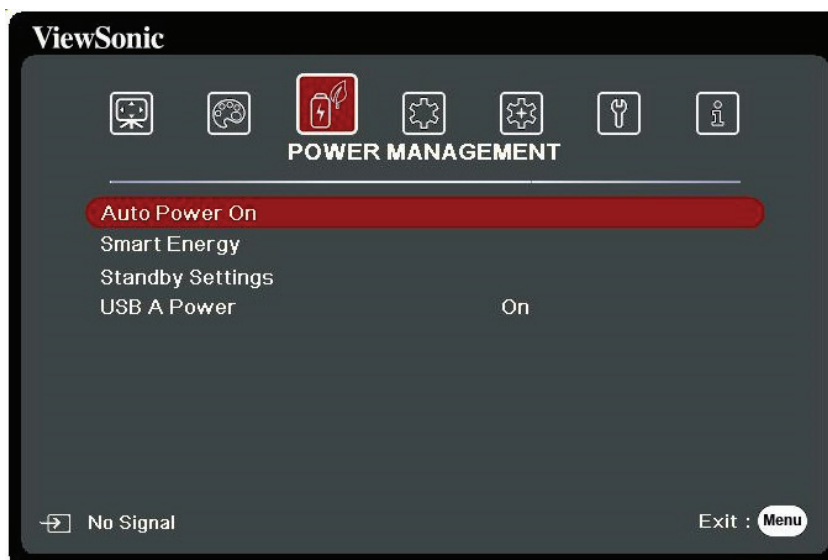 ViewSonic
POWER MANAGEMENT
Auto Power On
Smart Energy
Standby Settings
USB A Power On
No Signal Exit : Menu